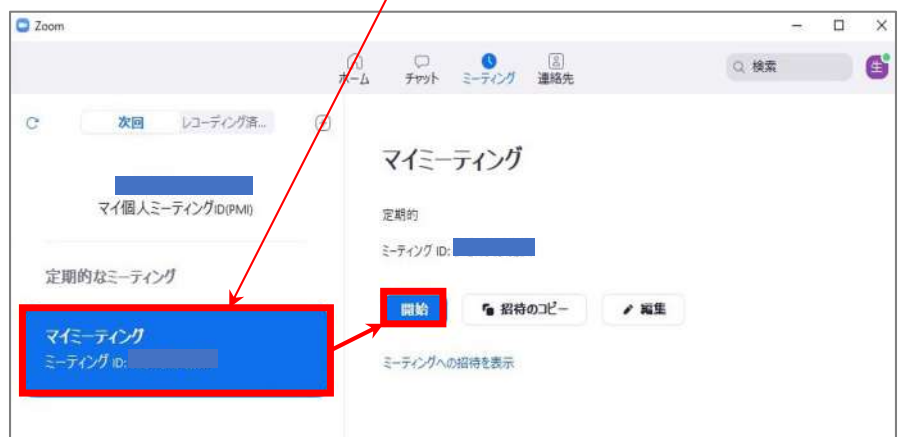 Zoom
ホーム
チャット
ミーティング
連絡先
検索
生
次回
レコーディング済...
マイ個人ミーティングID(PMI)
定期的なミーティング
マイミーティング
ミーティング ID:
マイミーティング
定期的
ミーティング ID:
開始
招待のコピー
編集
ミーティングへの招待を表示